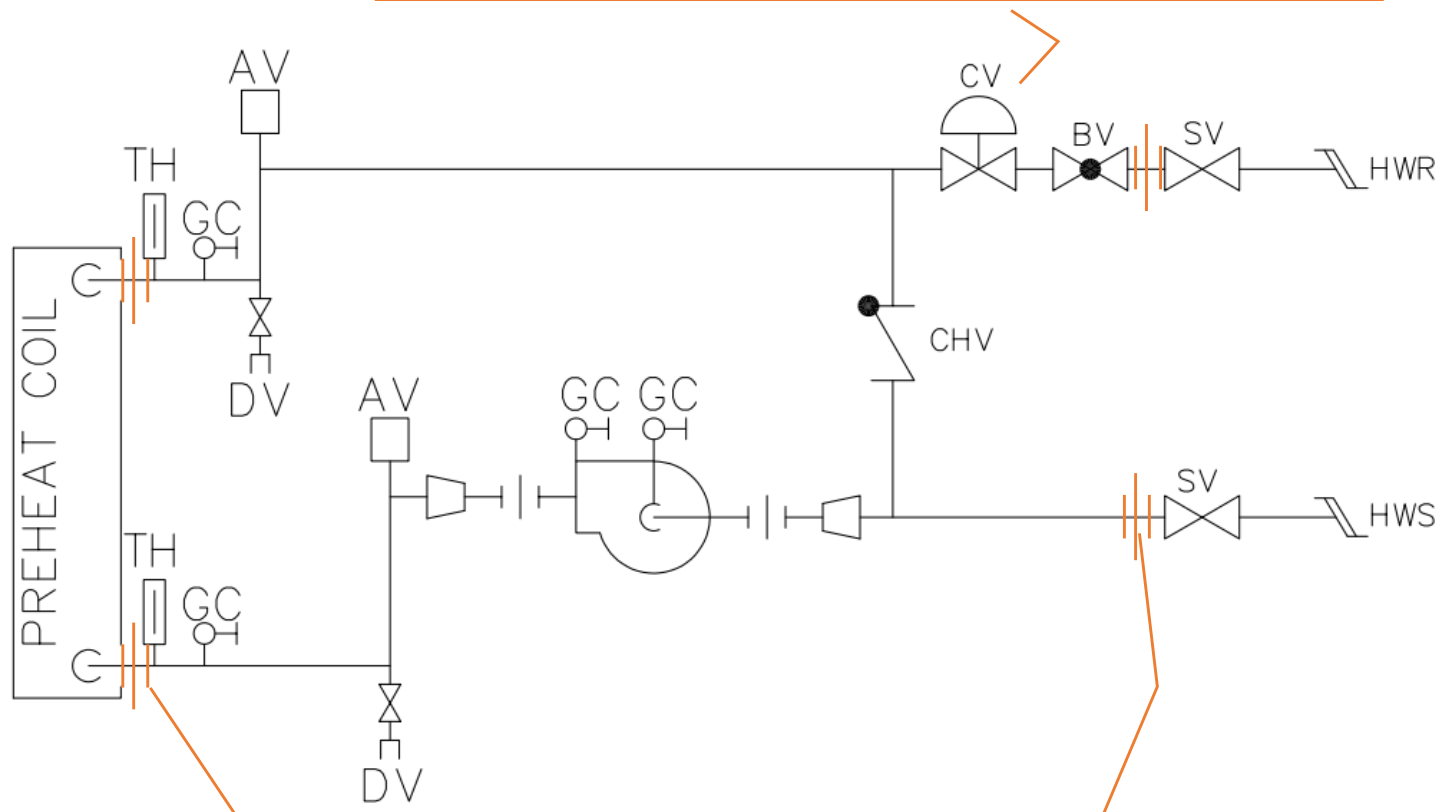 AV
CV
BV
SV
HWR
TH
GC
DV
CHV
AV
GC
GC
SV
HWS
PREHEAT COIL
TH
GC
DV